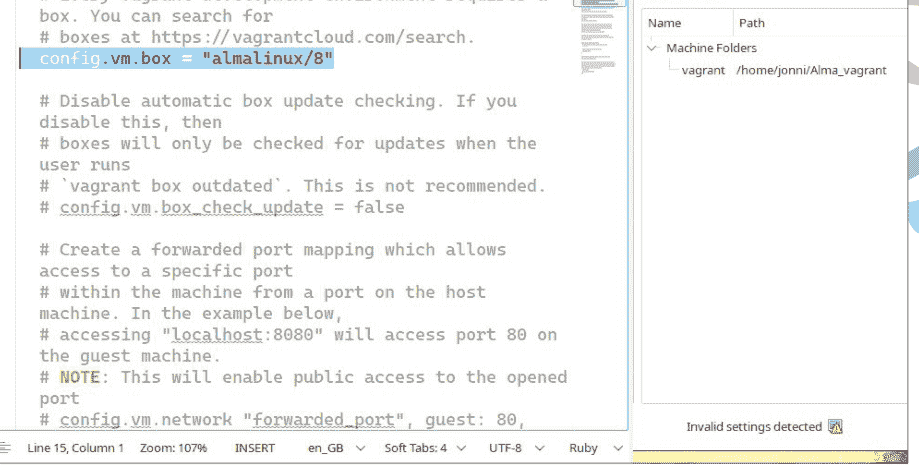 box. You can search for
# boxes at https://vagrantcloud.com/search.
config.vm.box = "almalinux/8"
# Disable automatic box update checking. If you
disable this, then
# boxes will only be checked for updates when the
user runs
# `vagrant box outdated`. This is not recommended.
# config.vm.box_check_update = false
# Create a forwarded port mapping which allows
access to a specific port
# within the machine from a port on the host
machine. In the example below,
# accessing "localhost:8080" will access port 80 on
the guest machine.
# NOTE: This will enable public access to the opened
port
# config.vm.network "forwarded_port", guest: 80,
Line 15, Column 1 Zoom: 107% INSERT en_GB Soft Tabs: 4 UTF-8 Ruby
Name Path
Machine Folders
vagrant /home/jonni/Alma_vagrant
Invalid settings detected